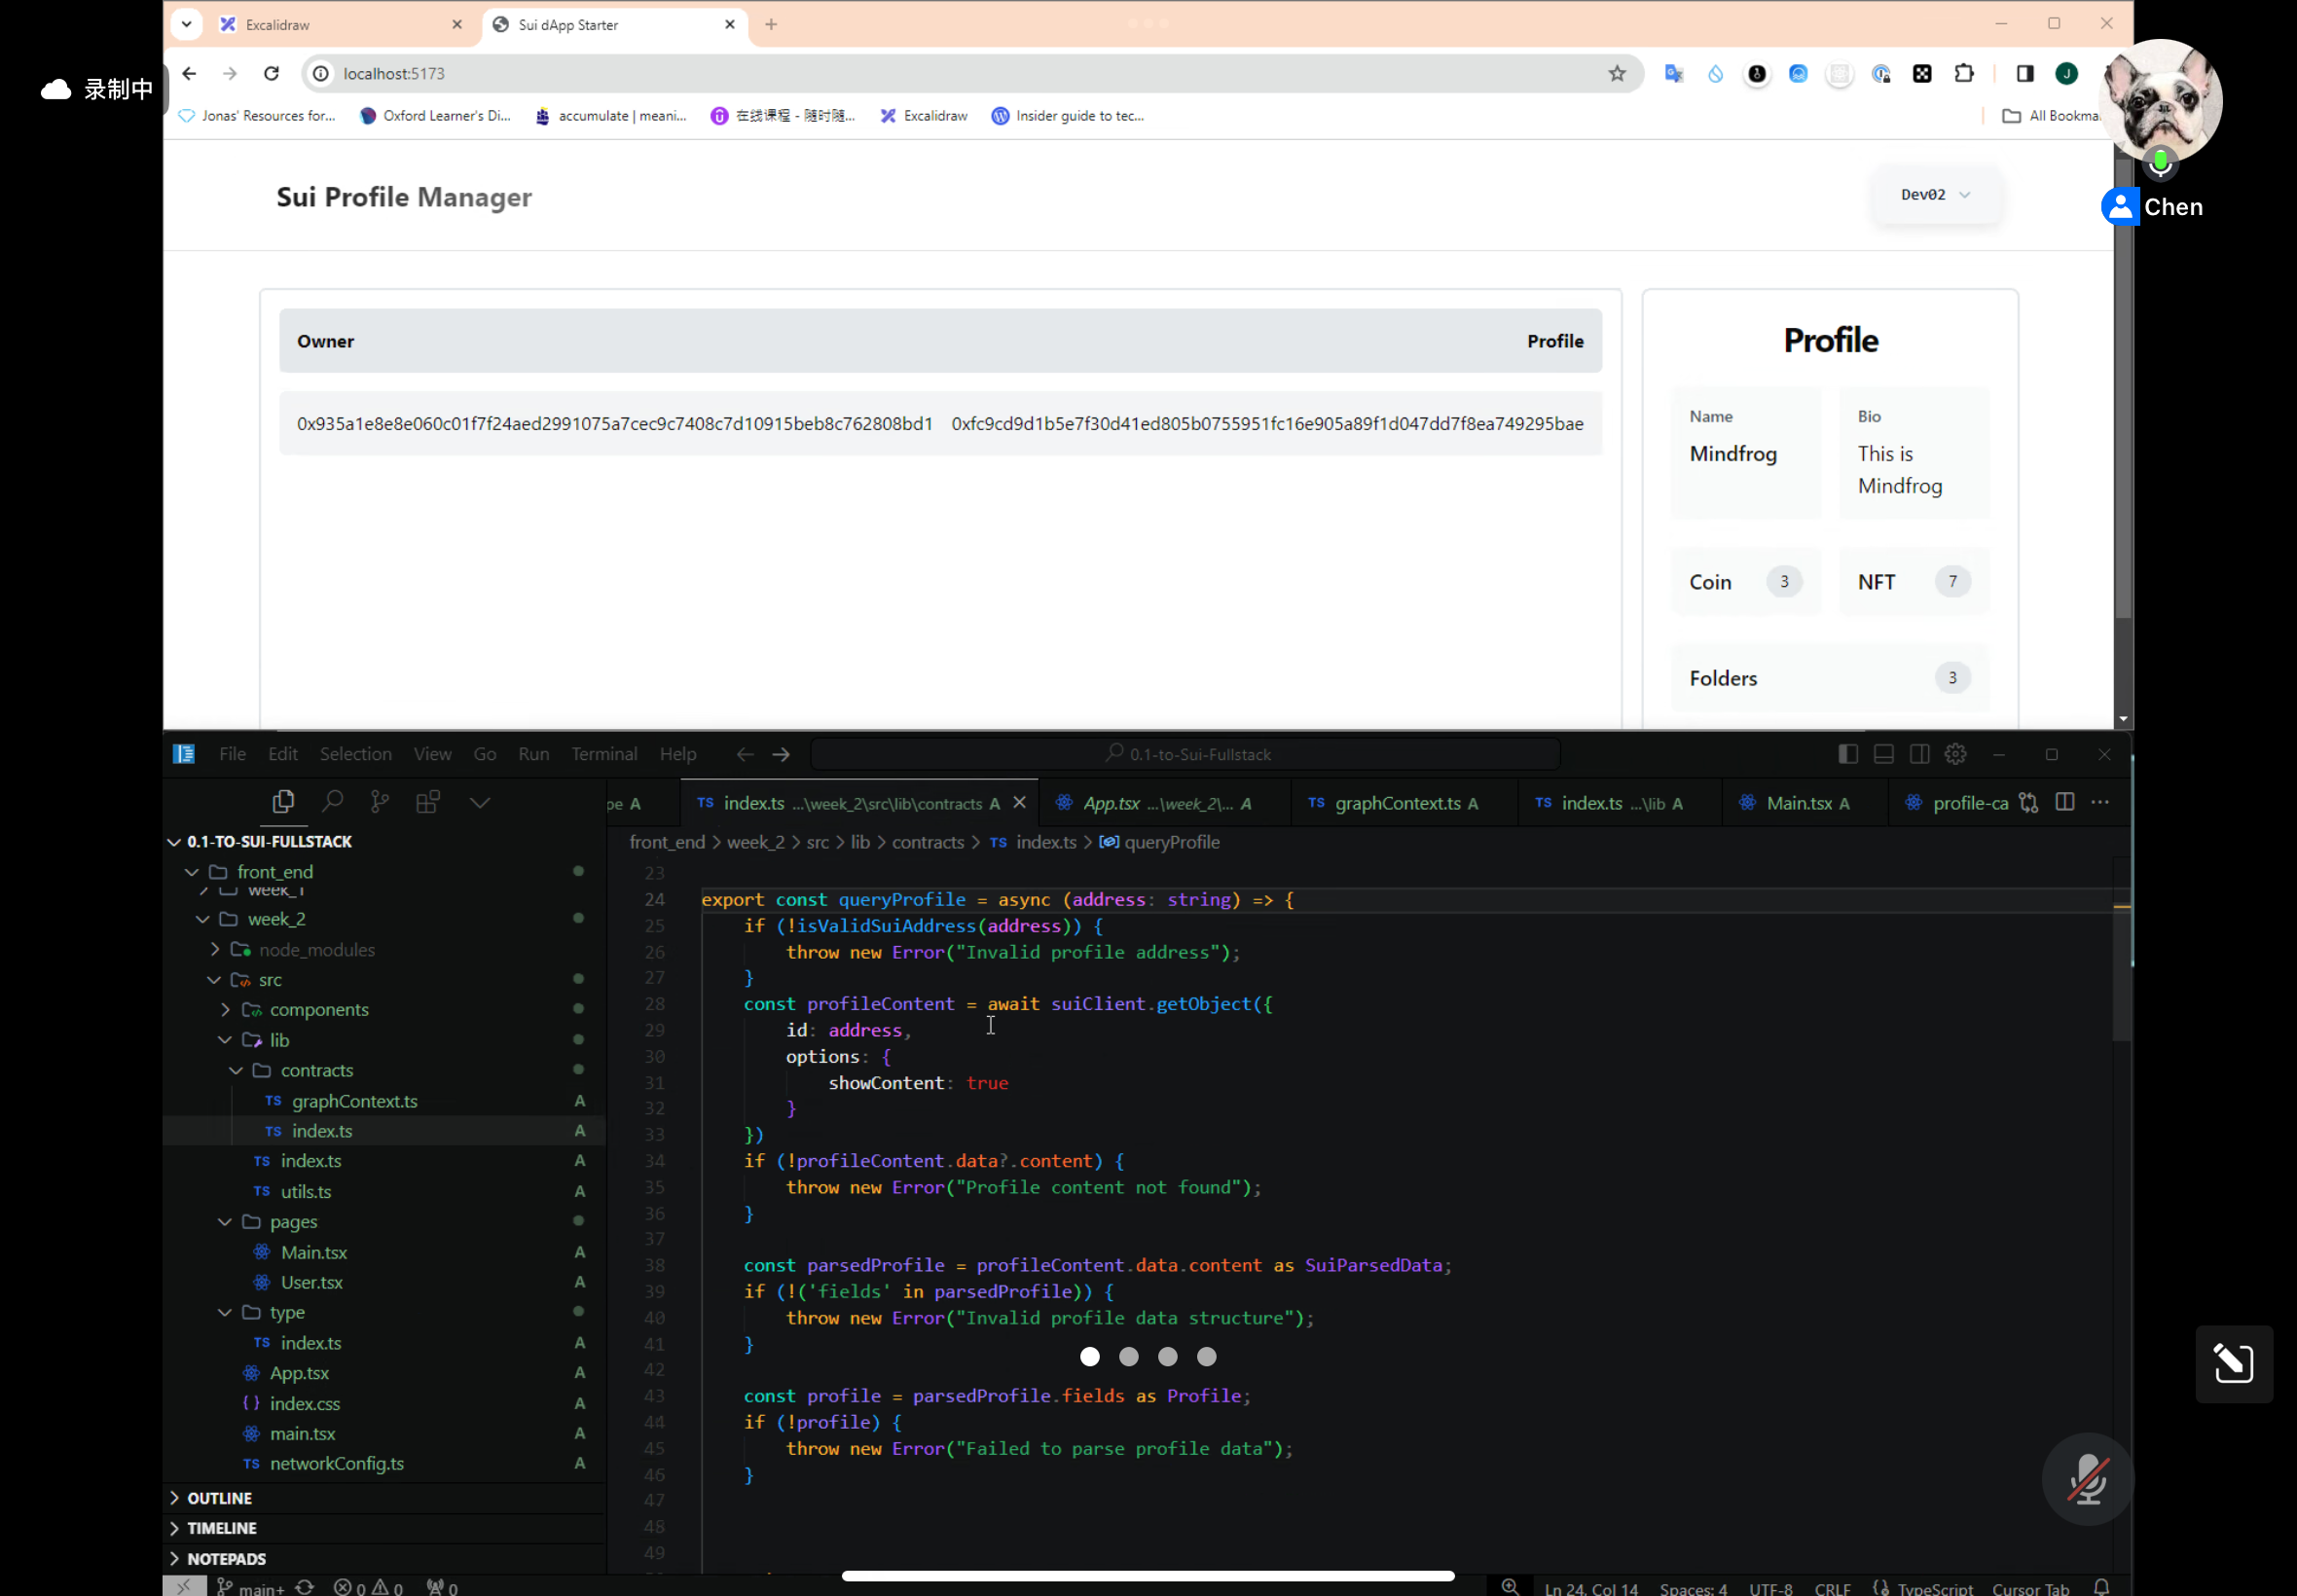 Excalidraw
Sui dApp Starter
localhost:5173
J
录制中
Jonas' Resources for...
Oxford Learner's Di...
accumulate | meani...
在线课程 - 随时随...
Excalidraw
Insider guide to tec...
All Bookma
Chen
Sui Profile Manager
Dev02
Owner
Profile
0x935a1e8e8e060c01f7f24aed2991075a7cec9c7408c7d10915beb8c762808bd1
0xfc9cd9d1b5e7f30d41ed805b0755951fc16e905a89f1d047dd7f8ea749295bae
Profile
Name
Mindfrog
Bio
This is
Mindfrog
Coin 3
NFT 7
Folders 3
File Edit Selection View Go Run Terminal Help
0.1-to-Sui-Fullstack
pe A
TS index.ts ...\week_2\src\lib\contracts A
App.tsx ...\week_2\... A
TS graphContext.ts A
TS index.ts ...\lib A
Main.tsx A
profile-ca
front_end > week_2 > src > lib > contracts > TS index.ts > queryProfile
0.1-TO-SUI-FULLSTACK
front_end
week_1
week_2
node_modules
src
components
lib
contracts
TS graphContext.ts A
TS index.ts A
TS index.ts A
TS utils.ts A
pages
Main.tsx A
User.tsx A
type
TS index.ts A
App.tsx A
index.css A
main.tsx A
TS networkConfig.ts A
OUTLINE
TIMELINE
NOTEPADS
23
24 export const queryProfile = async (address: string) => {
25 if (!isValidSuiAddress(address)) {
26 throw new Error("Invalid profile address");
27 }
28 const profileContent = await suiClient.getObject({
29 id: address,
30 options: {
31 showContent: true
32 }
33 })
34 if (!profileContent.data?.content) {
35 throw new Error("Profile content not found");
36 }
37
38 const parsedProfile = profileContent.data.content as SuiParsedData;
39 if (!('fields' in parsedProfile)) {
40 throw new Error("Invalid profile data structure");
41 }
42
43 const profile = parsedProfile.fields as Profile;
44 if (!profile) {
45 throw new Error("Failed to parse profile data");
46 }
47
48
49
main+ 0 0 0
Ln 24, Col 14 Spaces: 4 UTF-8 CRLF TypeScript Cursor Tab